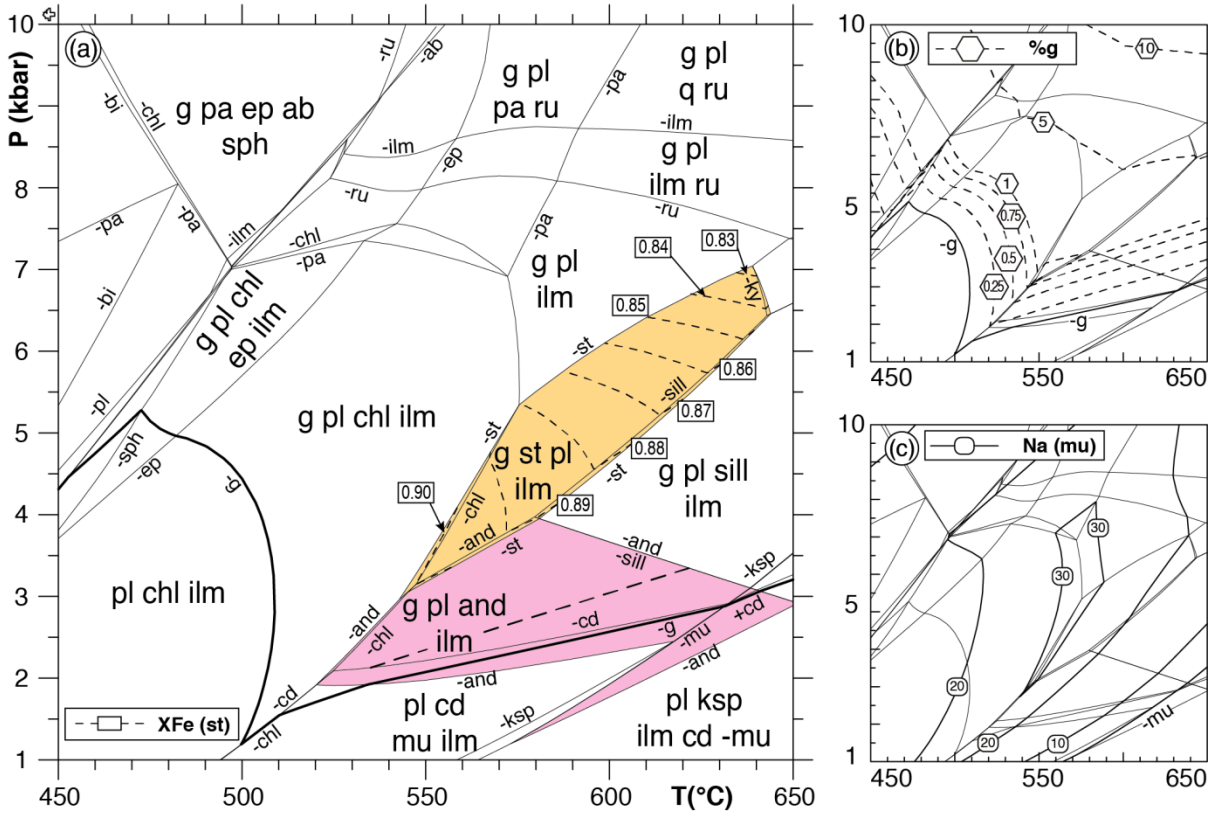 (a)
P (kbar)
10
9
8
7
6
5
4
3
2
1
450
500
550
600
650
T(°C)
-bi
-chl
g pa ep ab
sph
-ru
-ab
g pl
pa ru
-pa
g pl
q ru
-ilm
-ilm
-ep
g pl
ilm ru
-ru
-ru
-pa
-pa
-bi
-ilm
-chl
-pa
-pa
g pl
ilm
0.84
0.83
-ky
g pl chl
ep ilm
0.85
-st
0.86
-sill
0.87
-pl
-sph
-ep
-g
g pl chl ilm
-st
g st pl
ilm
-st
0.88
g pl sill
ilm
0.90
-chl
0.89
-and
-st
-and
-sill
-ksp
pl chl ilm
-and
-chl
g pl and
ilm
-cd
-g
+cd
-mu
-and
-and
-cd
-chl
pl cd
mu ilm
-ksp
pl ksp
ilm cd -mu
XFe (st)
(b)
%g
10
5
1
450
550
650
10
5
1
0.75
0.5
0.25
-g
-g
(c)
Na (mu)
10
5
1
450
550
650
30
30
20
20
10
-mu